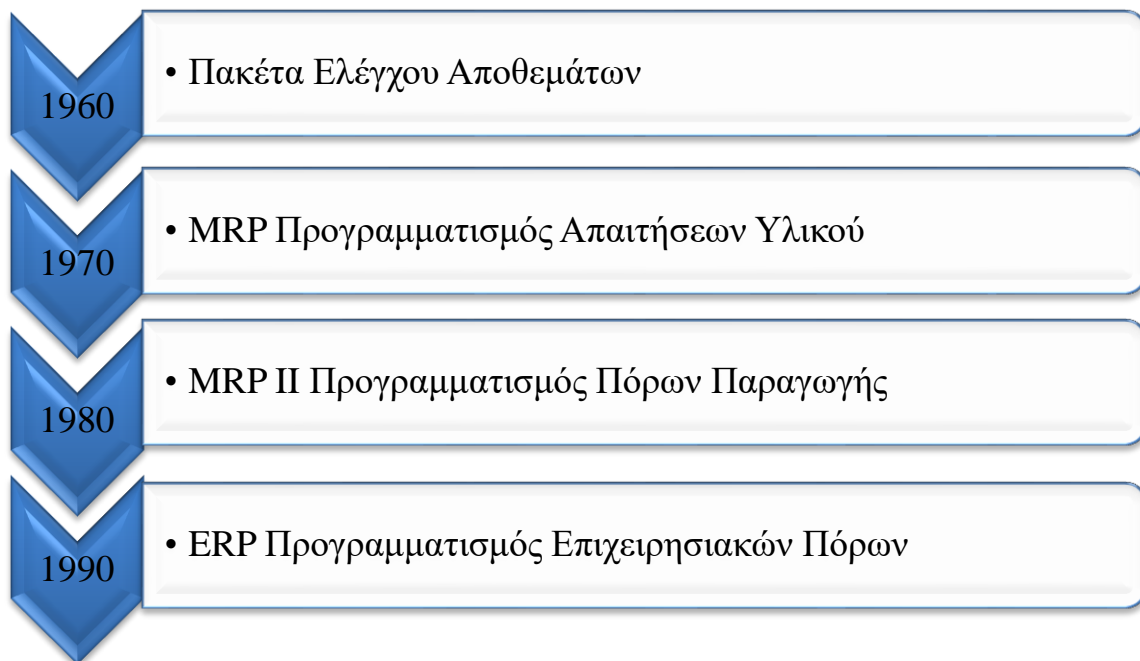 1960
• Πακέτα Ελέγχου Αποθεμάτων
1970
• MRP Προγραμματισμός Απαιτήσεων Υλικού
1980
• MRP II Προγραμματισμός Πόρων Παραγωγής
1990
• ERP Προγραμματισμός Επιχειρησιακών Πόρων